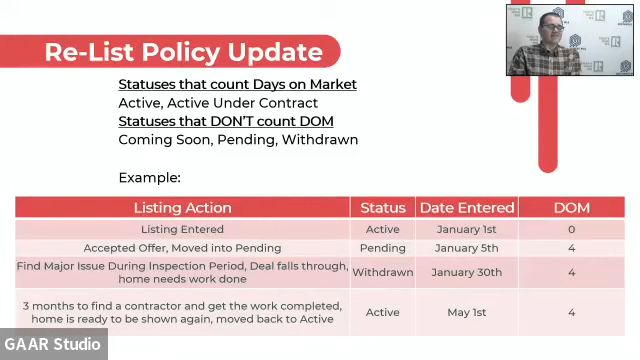 Re-List Policy Update
Statuses that count Days on Market
Active, Active Under Contract
Statuses that DON'T count DOM
Coming Soon, Pending, Withdrawn
Example:
Listing Action Status Date Entered DOM
Listing Entered Active January 1st 0
Accepted Offer, Moved into Pending Pending January 5th 4
Find Major Issue During Inspection Period, Deal falls through,
home needs work done Withdrawn January 30th 4
3 months to find a contractor and get the work completed,
home is ready to be shown again, moved back to Active Active May 1st 4
GAAR Studio